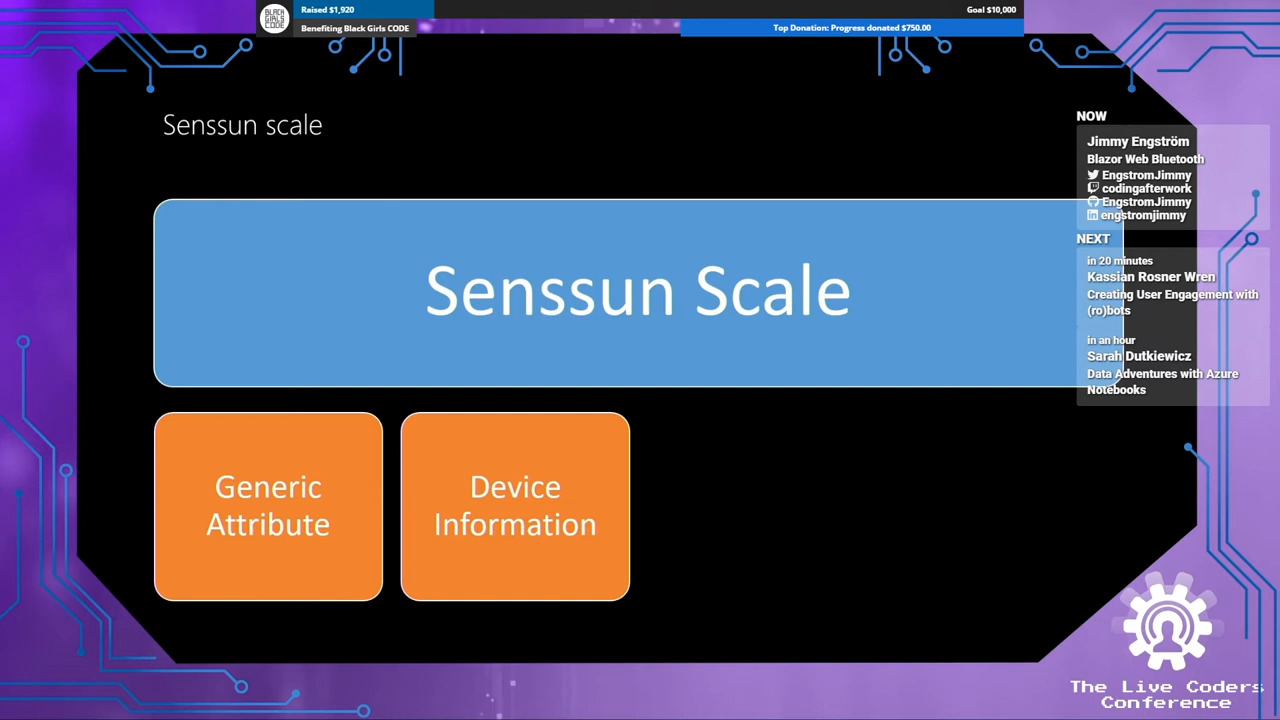 BLACK
GIRLS
CODE
Raised $1,920
Goal $10,000
Benefiting Black Girls CODE
Top Donation: Progress donated $750.00
Senssun scale
Senssun Scale
Generic
Attribute
Device
Information
NOW
Jimmy Engström
Blazor Web Bluetooth
EngstromJimmy
codingafterwork
EngstromJimmy
engstromjimmy
NEXT
in 20 minutes
Kassian Rosner Wren
Creating User Engagement with
(ro)bots
in an hour
Sarah Dutkiewicz
Data Adventures with Azure
Notebooks
The Live Coders
Conference